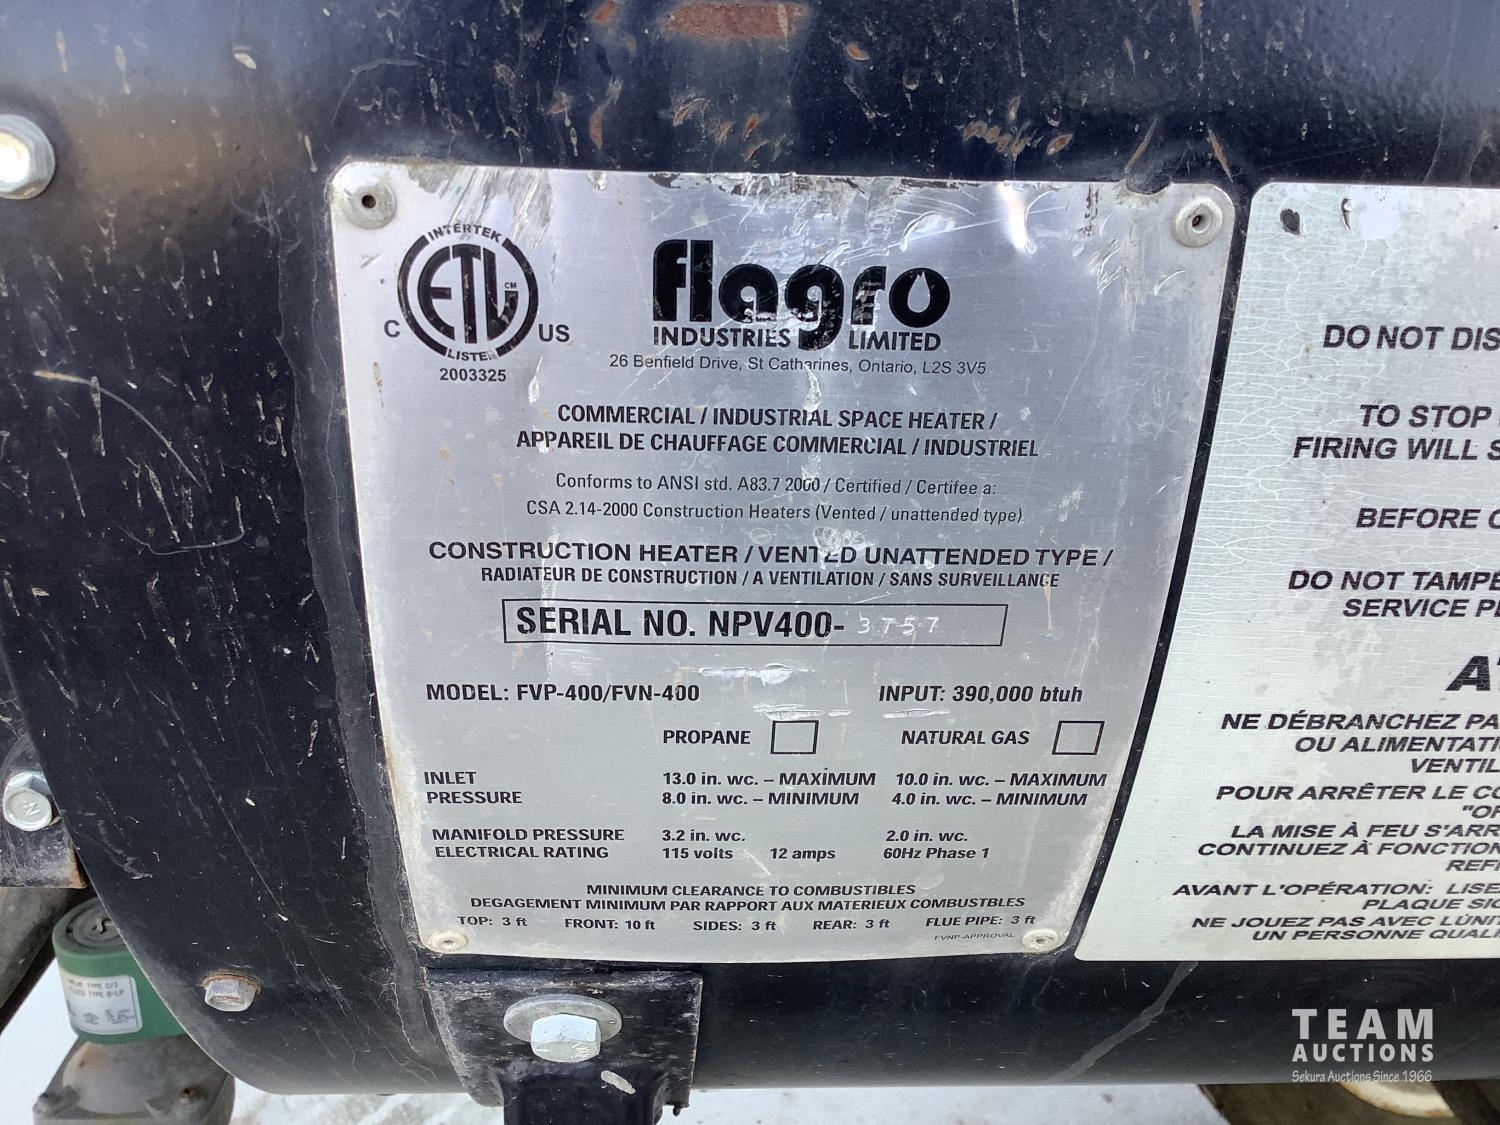 INTERTEK
ETL CM
C US
LISTED
2003325
flagro
INDUSTRIES LIMITED
26 Benfield Drive, St Catharines, Ontario, L2S 3V5
COMMERCIAL / INDUSTRIAL SPACE HEATER /
APPAREIL DE CHAUFFAGE COMMERCIAL / INDUSTRIEL
Conforms to ANSI std. A83.7 2000 / Certified / Certifee a:
CSA 2.14-2000 Construction Heaters (Vented / unattended type)
CONSTRUCTION HEATER / VENTED UNATTENDED TYPE /
RADIATEUR DE CONSTRUCTION / A VENTILATION / SANS SURVEILLANCE
SERIAL NO. NPV400- 3757
MODEL: FVP-400/FVN-400 INPUT: 390,000 btuh
PROPANE NATURAL GAS
INLET 13.0 in. wc. – MAXIMUM 10.0 in. wc. – MAXIMUM
PRESSURE 8.0 in. wc. – MINIMUM 4.0 in. wc. – MINIMUM
MANIFOLD PRESSURE 3.2 in. wc. 2.0 in. wc.
ELECTRICAL RATING 115 volts 12 amps 60Hz Phase 1
MINIMUM CLEARANCE TO COMBUSTIBLES
DEGAGEMENT MINIMUM PAR RAPPORT AUX MATERIEUX COMBUSTBLES
TOP: 3 ft FRONT: 10 ft SIDES: 3 ft REAR: 3 ft FLUE PIPE: 3 ft
FVNP-APPROVAL
DO NOT DIS
TO STOP
FIRING WILL S
BEFORE
DO NOT TAMPE
SERVICE P
NE DÉBRANCHEZ PA
OU ALIMENTATI
VENTIL
POUR ARRÊTER LE CO
"OF
LA MISE À FEU S'ARR
CONTINUEZ À FONCTION
REF
AVANT L'OPÉRATION: LISE
PLAQUE SIG
NE JOUEZ PAS AVEC L'UNIT
UN PERSONNE QUALI
TEAM
AUCTIONS
Sekura Auctions Since 1966